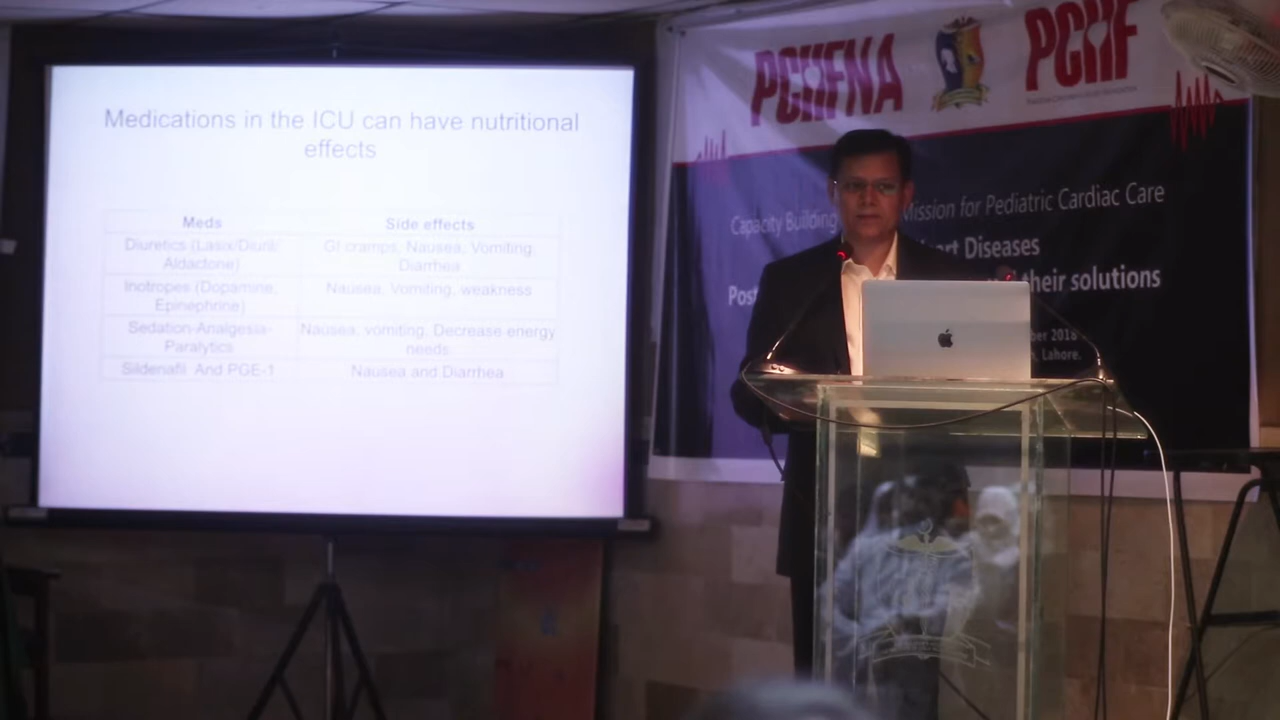 Medications in the ICU can have nutritional
effects
Meds
Side effects
Diuretics (Lasix/Diuril/
Aldactone)
GI cramps, Nausea, Vomiting,
Diarrhea
Inotropes (Dopamine,
Epinephrine)
Nausea, Vomiting, weakness
Sedation-Analgesia-
Paralytics
Nausea, vomiting, Decrease energy
needs
Sildenafil And PGE-1
Nausea and Diarrhea
PCHFNA
PCHF
Capacity Building Mission for Pediatric Cardiac Care
Diseases
their solutions
2018
Lahore.